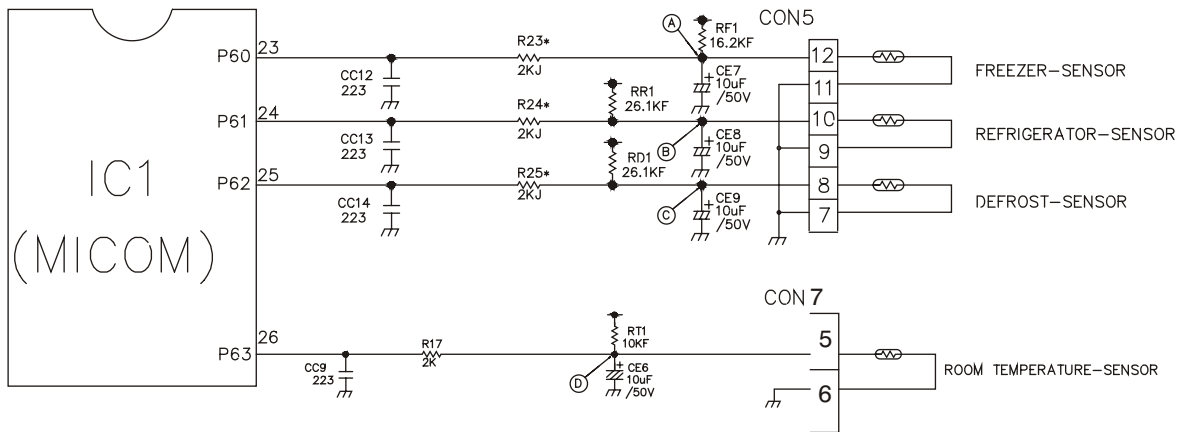 CON5
A
RF1
16.2KF
P60
23
R23*
2KJ
CC12
223
CE7
+
10uF
/50V
12
11
FREEZER-SENSOR
P61
24
R24*
2KJ
RR1
26.1KF
CC13
223
B
CE8
+
10uF
/50V
10
9
REFRIGERATOR-SENSOR
P62
25
R25*
2KJ
RD1
26.1KF
CC14
223
C
CE9
+
10uF
/50V
8
7
DEFROST-SENSOR
IC1
(MICOM)
CON 7
P63
26
R17
2K
CC9
223
RT1
10KF
D
CE6
+
10uF
/50V
5
6
ROOM TEMPERATURE-SENSOR